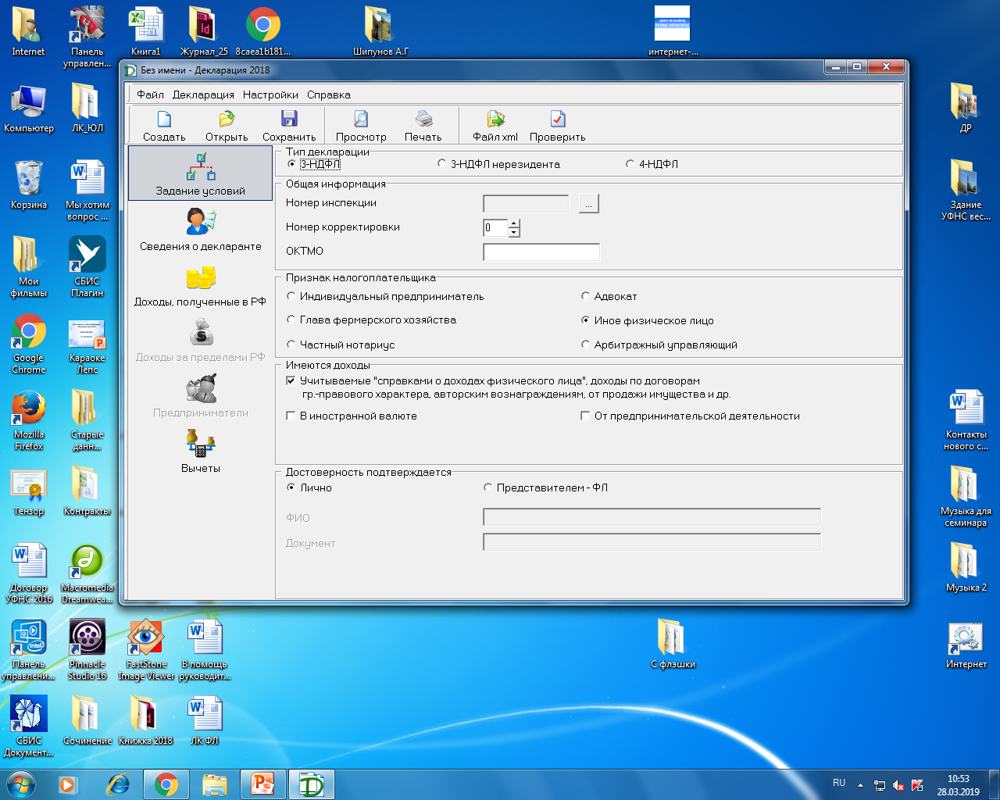 Internet
Панель
управлен...
Книга1
Журнал_25
8caea1b181...
Шипунов А.Г
интернет-...
Компьютер
ЛК_ЮЛ
ДР
Корзина
Мы хотим
вопрос ...
Здание
УФНС вес...
Мои
фильмы
СБИС
Плагин
Google
Chrome
Караоке
Лепс
Mozilla
Firefox
Старые
данн...
Контакты
нового с...
Тензор
Контракты
Музыка для
семинара
Договор
УФНС 2016
Macromedia
Dreamwea...
Музыка 2
Панель
управлени...
Pinnacle
Studio 16
FastStone
Image Viewer
В помощь
руководит...
С флэшки
Интернет
СБИС
Документ...
Сочинение
Книжка 2018
ЛК ФЛ
Без имени - Декларация 2018
Файл Декларация Настройки Справка
Создать Открыть Сохранить Просмотр Печать Файл xml Проверить
Задание условий
Сведения о декларанте
Доходы, полученные в РФ
Доходы за пределами РФ
Предприниматели
Вычеты
Тип декларации
3-НДФЛ 3-НДФЛ нерезидента 4-НДФЛ
Общая информация
Номер инспекции ...
Номер корректировки 0
ОКТМО
Признак налогоплательщика
Индивидуальный предприниматель Адвокат
Глава фермерского хозяйства Иное физическое лицо
Частный нотариус Арбитражный управляющий
Имеются доходы
Учитываемые "справками о доходах физического лица", доходы по договорам
гр.-правового характера, авторским вознаграждениям, от продажи имущества и др.
В иностранной валюте От предпринимательской деятельности
Достоверность подтверждается
Лично Представителем - ФЛ
ФИО
Документ
RU
10:53
28.03.2019